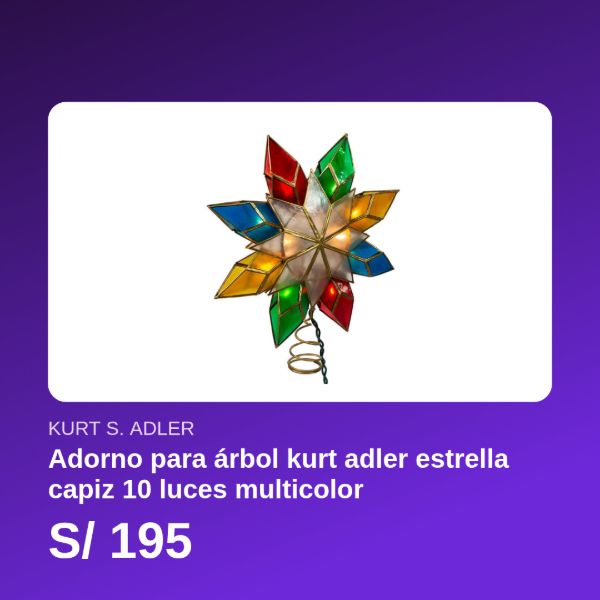 KURT S. ADLER
Adorno para árbol kurt adler estrella
capiz 10 luces multicolor
S/ 195